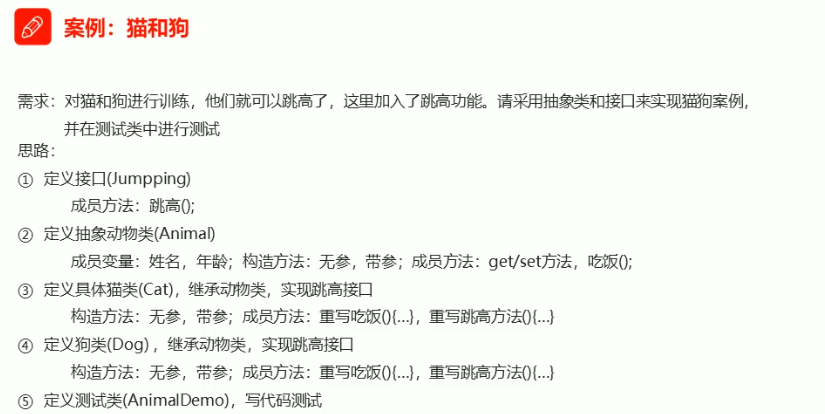 案例：猫和狗
需求：对猫和狗进行训练，他们就可以跳高了，这里加入了跳高功能。请采用抽象类和接口来实现猫狗案例，
并在测试类中进行测试
思路：
① 定义接口(Jumpping)
成员方法：跳高();
② 定义抽象动物类(Animal)
成员变量：姓名，年龄；构造方法：无参，带参；成员方法：get/set方法，吃饭();
③ 定义具体猫类(Cat)，继承动物类，实现跳高接口
构造方法：无参，带参；成员方法：重写吃饭(){...}，重写跳高方法(){...}
④ 定义狗类(Dog)，继承动物类，实现跳高接口
构造方法：无参，带参；成员方法：重写吃饭(){...}，重写跳高方法(){...}
⑤ 定义测试类(AnimalDemo)，写代码测试